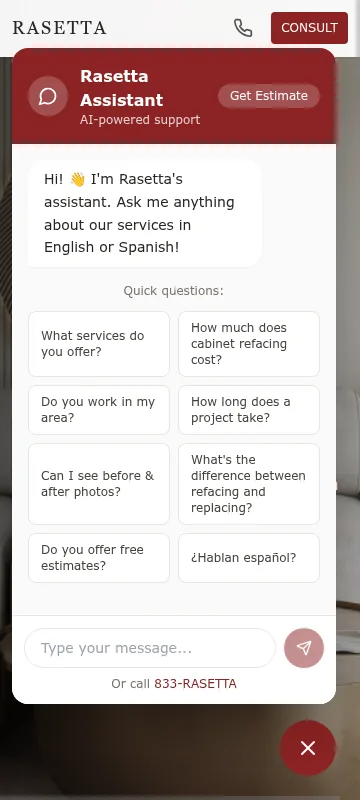 RASETTA
CONSULT
Rasetta
Assistant
AI-powered support
Get Estimate
Hi! 👋 I'm Rasetta's
assistant. Ask me anything
about our services in
English or Spanish!
Quick questions:
What services do
you offer?
How much does
cabinet refacing
cost?
Do you work in my
area?
How long does a
project take?
Can I see before &
after photos?
What's the
difference between
refacing and
replacing?
Do you offer free
estimates?
¿Hablan español?
Type your message...
Or call 833-RASETTA